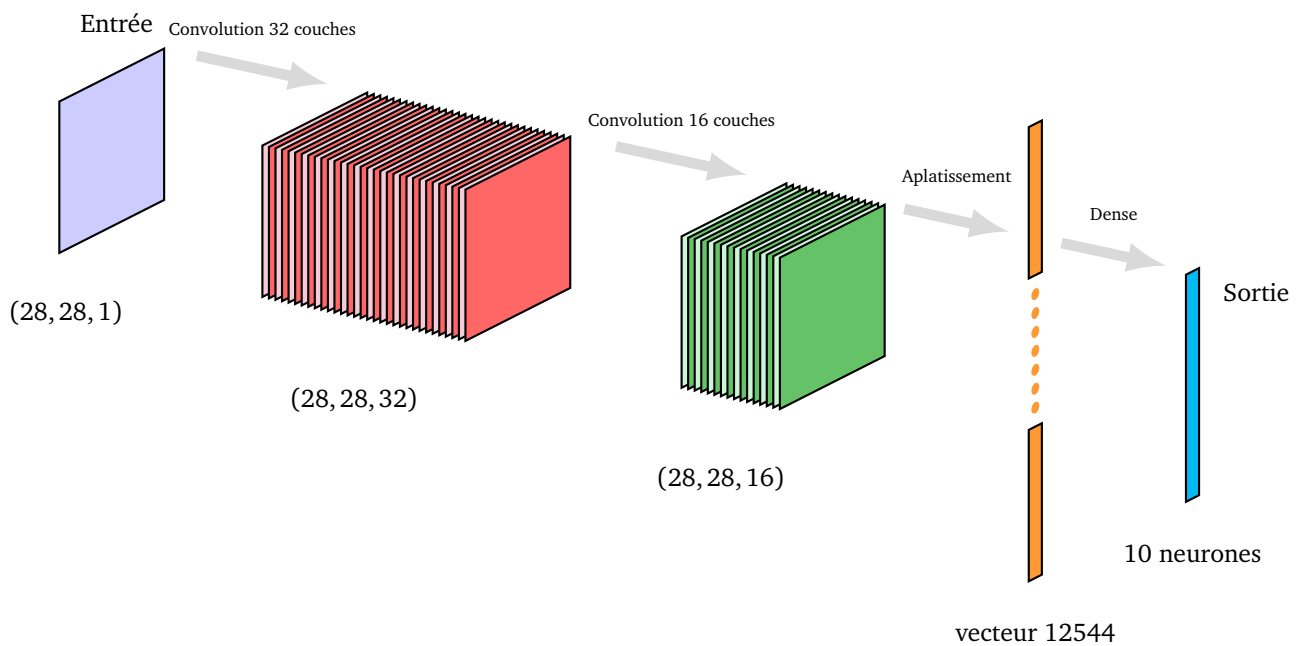 Entrée
Convolution 32 couches
(28, 28, 1)
(28, 28, 32)
Convolution 16 couches
(28, 28, 16)
Aplatissement
vecteur 12544
Dense
Sortie
10 neurones